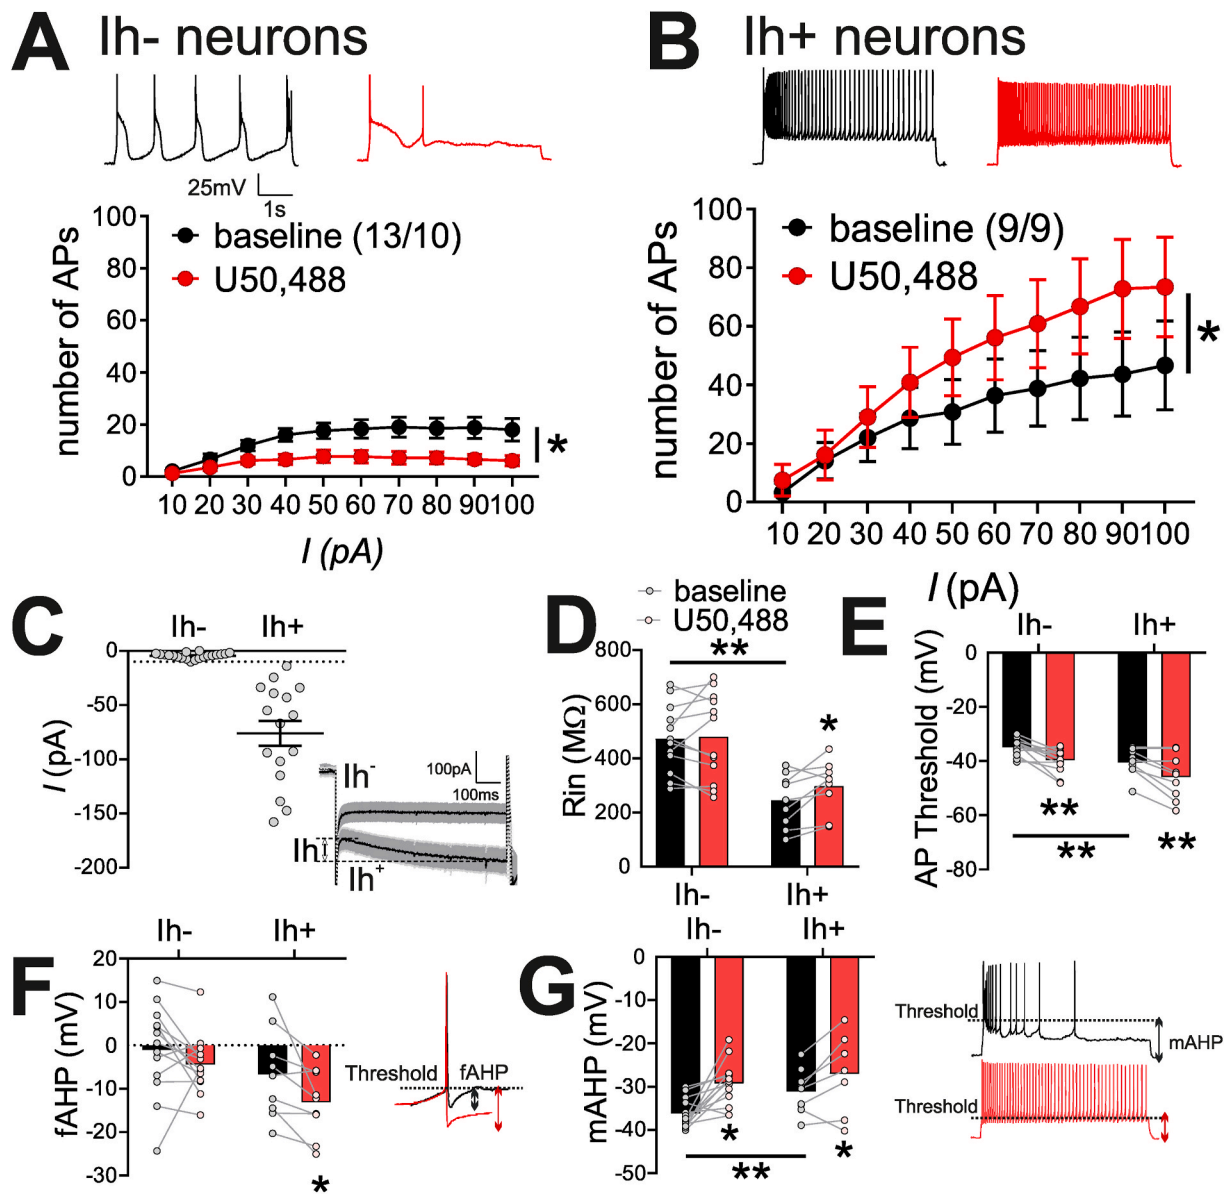 A Ih- neurons
25mV
1s
number of APs
100
80
60
40
20
0
baseline (13/10)
U50,488
*
10 20 30 40 50 60 70 80 90 100
I (pA)
B Ih+ neurons
number of APs
100
80
60
40
20
0
baseline (9/9)
U50,488
*
10 20 30 40 50 60 70 80 90 100
I (pA)
C
Ih- Ih+
I (pA)
0
-50
-100
-150
-200
100pA
100ms
Ih-
Ih
Ih+
D
baseline
U50,488
Rin (MΩ)
800
600
400
200
0
**
*
Ih- Ih+
E
Ih- Ih+
AP Threshold (mV)
0
-20
-40
-60
-80
**
**
**
F
Ih- Ih+
fAHP (mV)
20
10
0
-10
-20
-30
*
Threshold fAHP
G
Ih- Ih+
mAHP (mV)
0
-10
-20
-30
-40
-50
*
**
*
Threshold
mAHP
Threshold